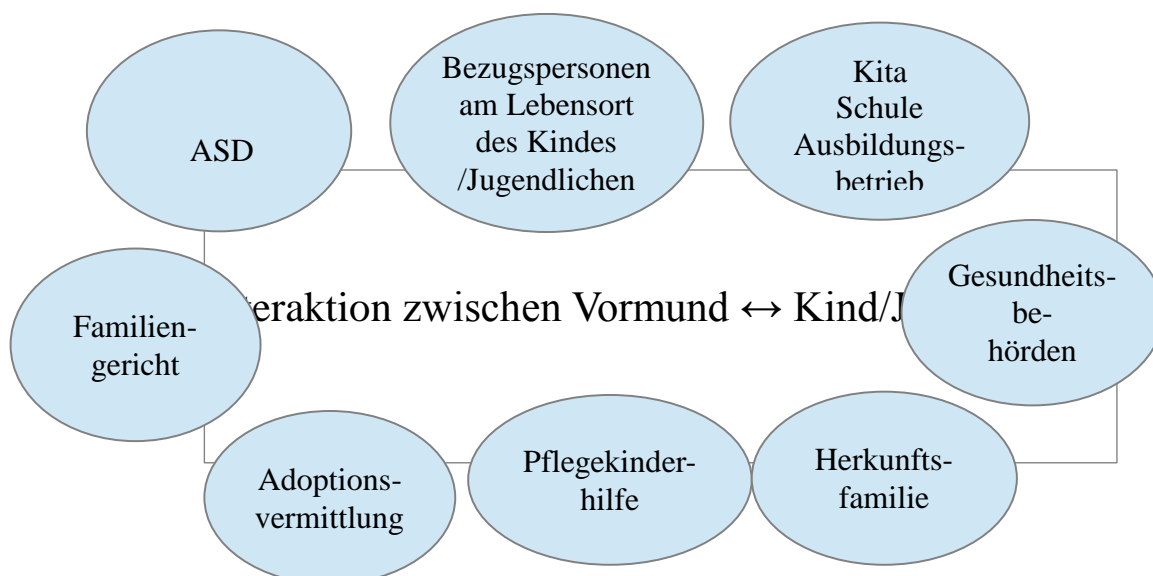 ASD
Bezugspersonen
am Lebensort
des Kindes
/Jugendlichen
Kita
Schule
Ausbildungs-
betrieb
Familien-
gericht
teraktion zwischen Vormund ↔ Kind/J
Gesundheits-
be-
hörden
Adoptions-
vermittlung
Pflegekinder-
hilfe
Herkunfts-
familie